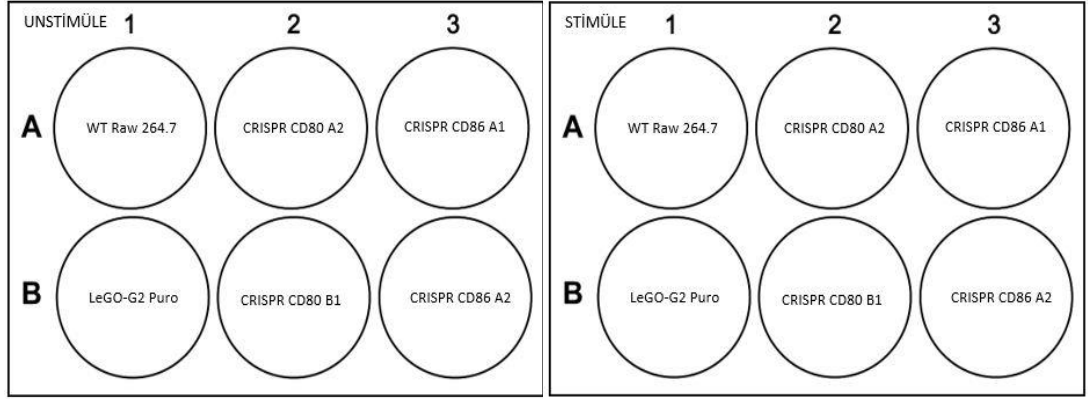 UNSTİMÜLE 1 2 3
A WT Raw 264.7 CRISPR CD80 A2 CRISPR CD86 A1
B LeGO-G2 Puro CRISPR CD80 B1 CRISPR CD86 A2
STİMÜLE 1 2 3
A WT Raw 264.7 CRISPR CD80 A2 CRISPR CD86 A1
B LeGO-G2 Puro CRISPR CD80 B1 CRISPR CD86 A2